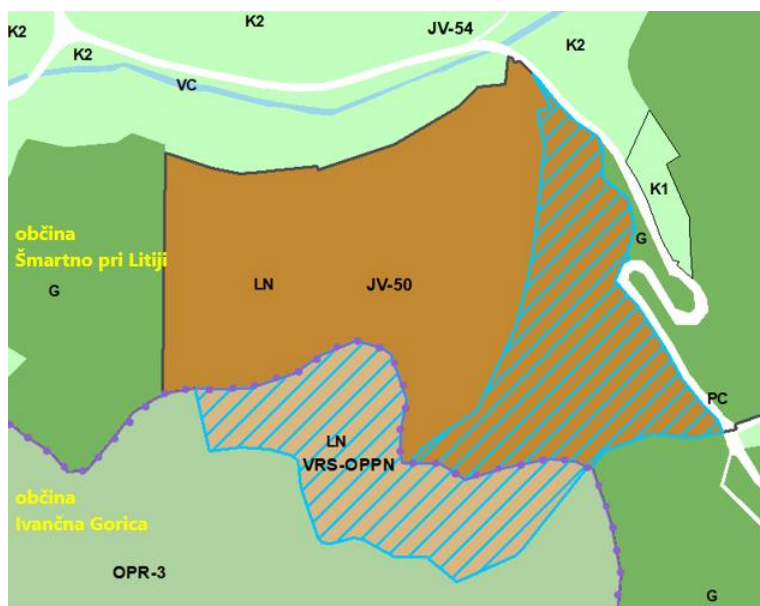 K2
K2
K2
JV-54
K2
VC
K1
občina
Šmartno pri Litiji
G
G
LN
JV-50
PC
LN
VRS-OPPN
občina
Ivančna Gorica
OPR-3
G